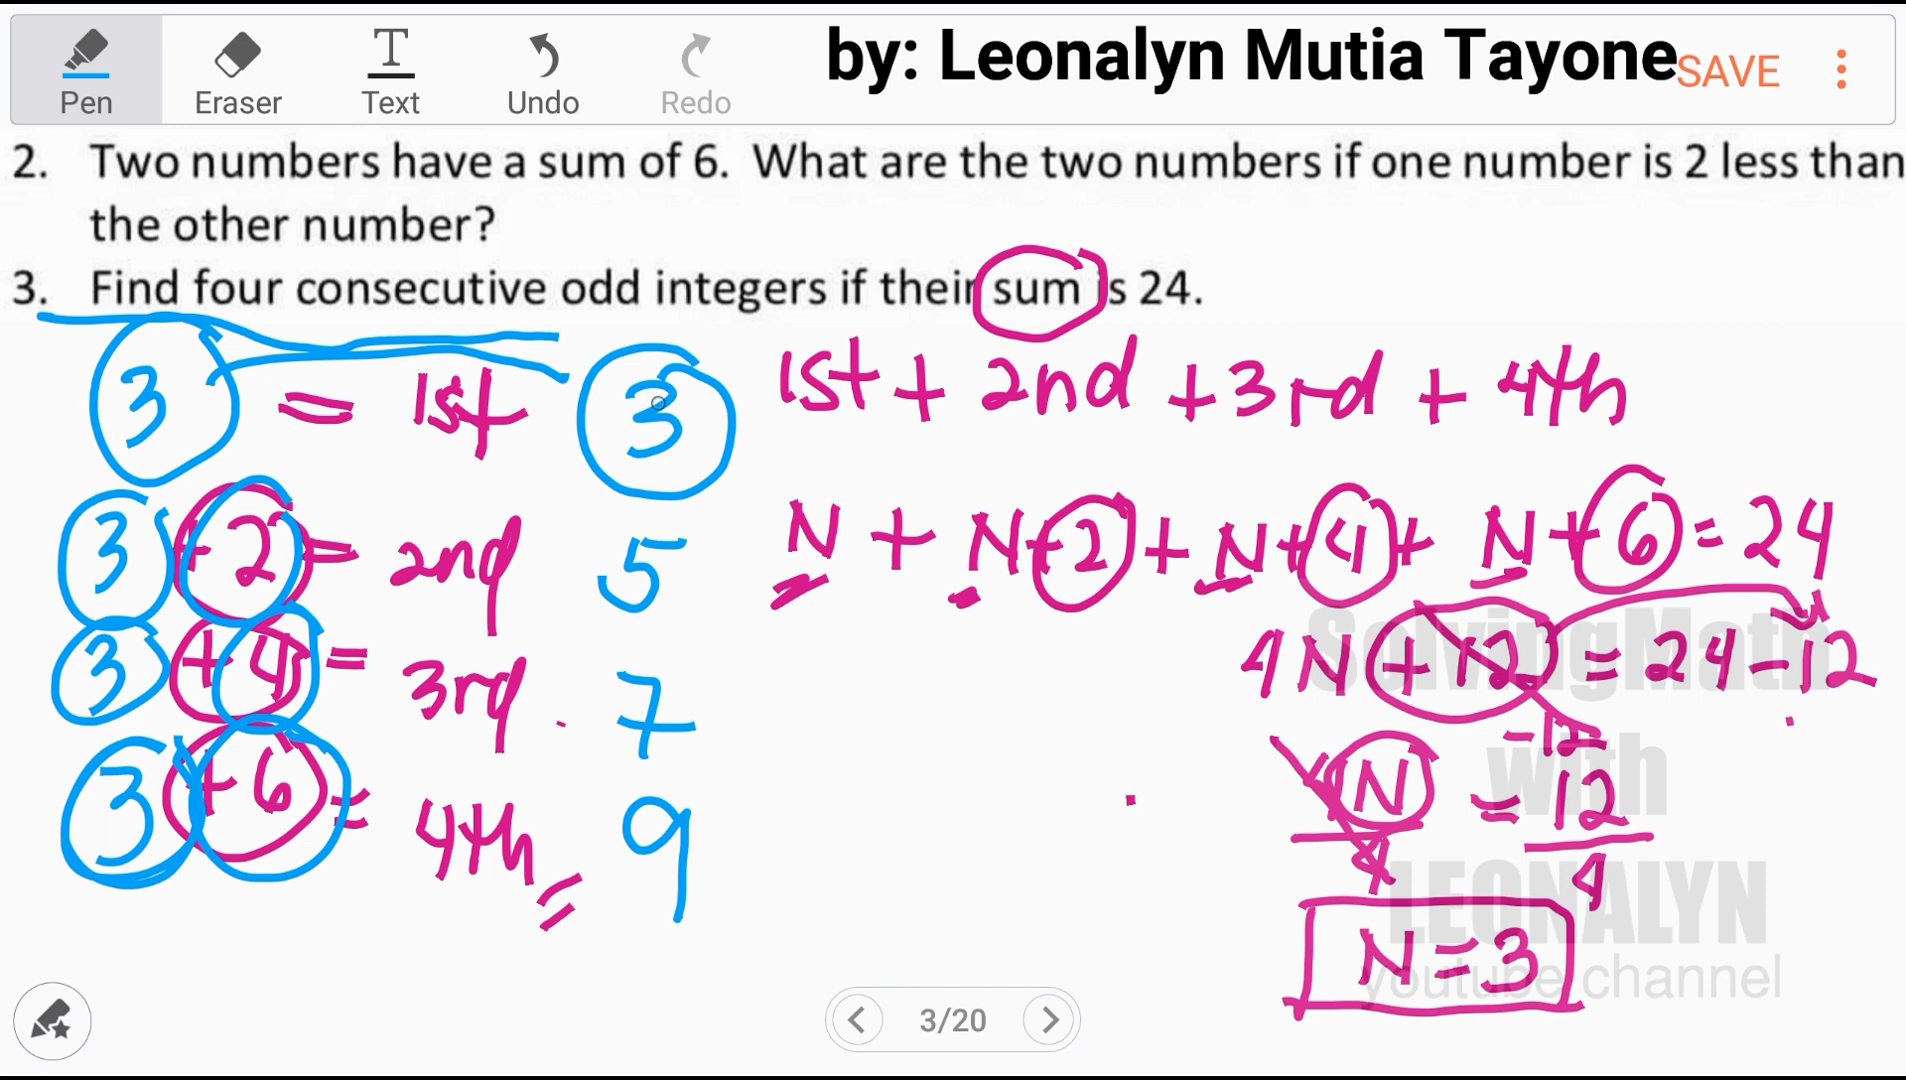 by: Leonalyn Mutia Tayone
Pen Eraser Text Undo Redo SAVE
2. Two numbers have a sum of 6. What are the two numbers if one number is 2 less than
the other number?
3. Find four consecutive odd integers if their sum is 24.
3 = 1st 3
1st + 2nd + 3rd + 4th
3 + 2 = 2nd 5
N + N + 2 + N + 4 + N + 6 = 24
3 + 4 = 3rd 7
4N + 12 = 24 - 12
-12
3 + 6 = 4th = 9
4N = 12
4 4
N = 3
SolvingMath
with
LEONALYN
youtube channel
3/20